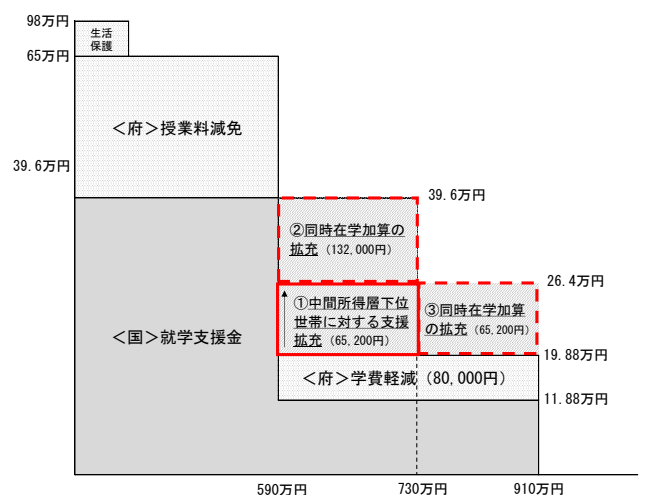 98万円
生活
保護
65万円
＜府＞授業料減免
39.6万円
39.6万円
②同時在学加算の
拡充（132,000円）
26.4万円
①中間所得層下位
世帯に対する支援
拡充（65,200円）
③同時在学加算
の拡充（65,200円）
＜国＞就学支援金
19.88万円
＜府＞学費軽減（80,000円）
11.88万円
590万円
730万円
910万円